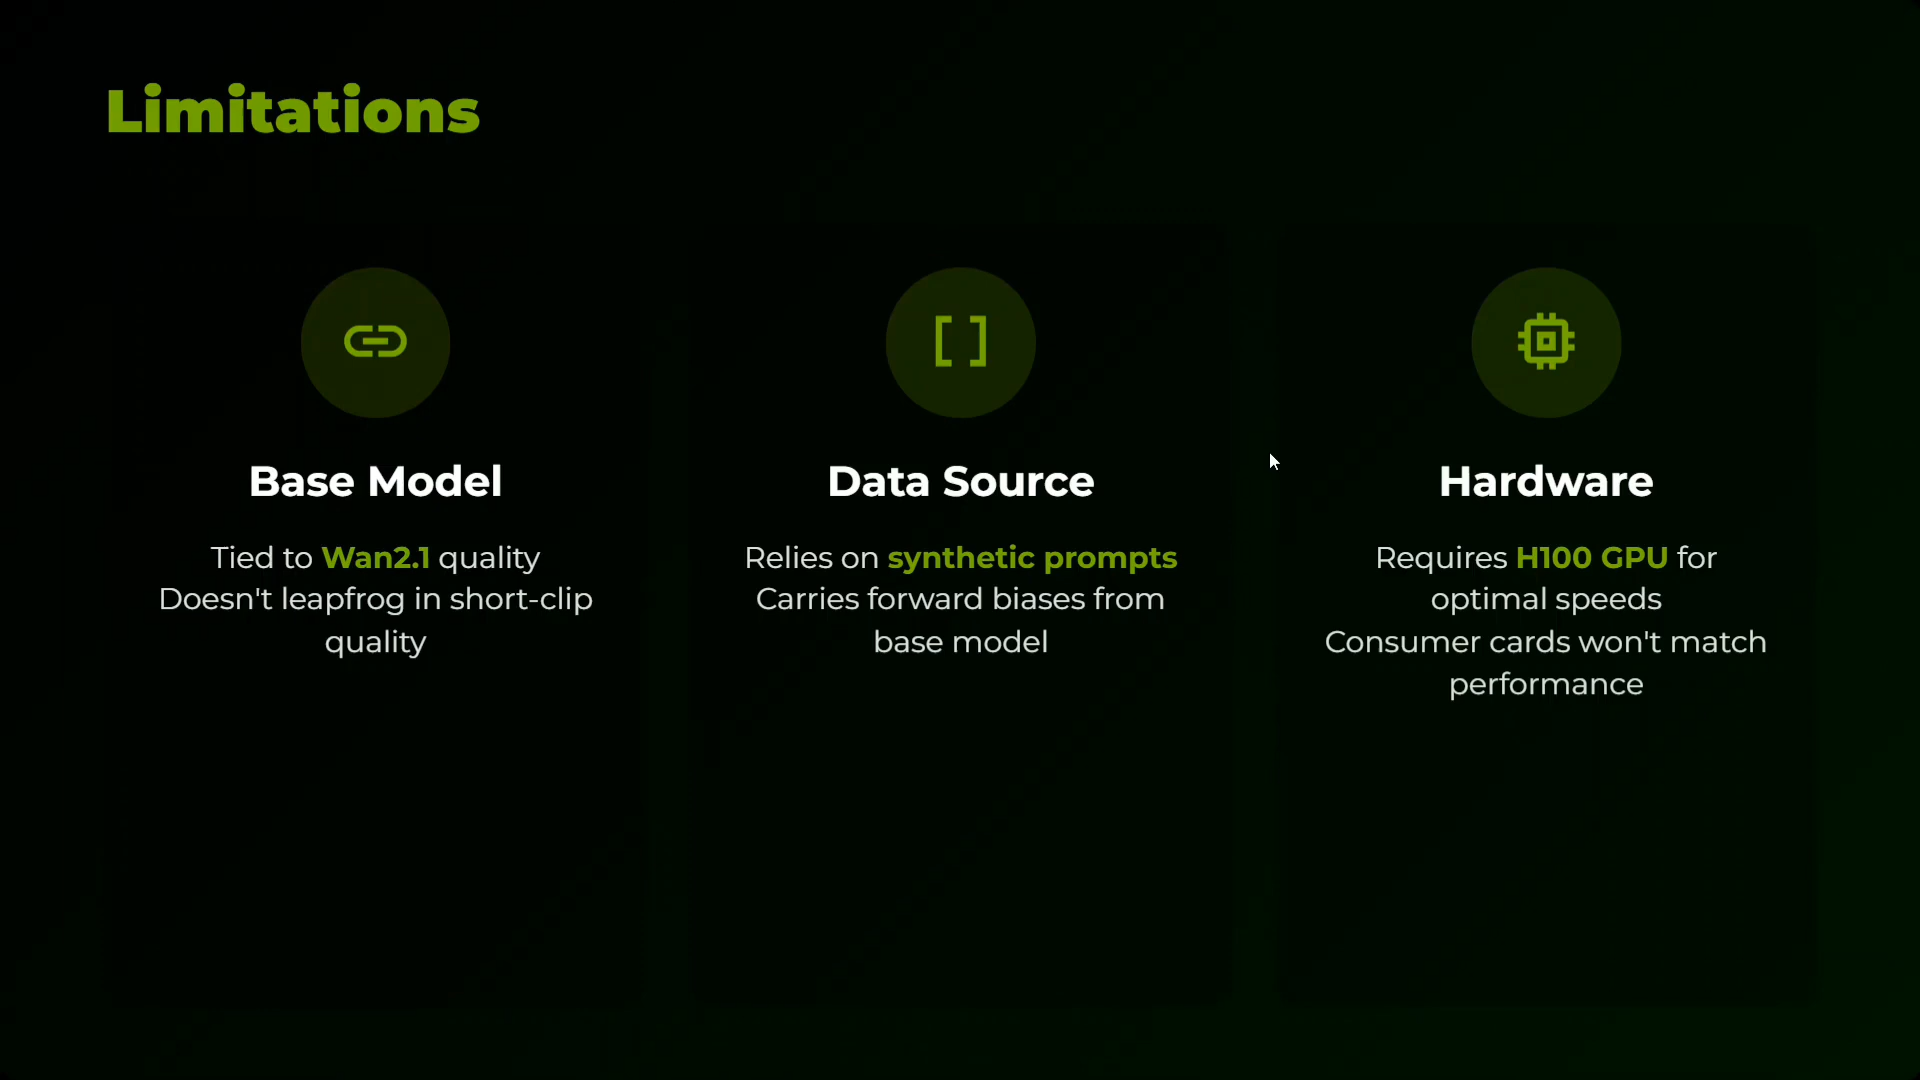 Limitations
Base Model
Tied to Wan2.1 quality
Doesn't leapfrog in short-clip
quality
Data Source
Relies on synthetic prompts
Carries forward biases from
base model
Hardware
Requires H100 GPU for
optimal speeds
Consumer cards won't match
performance